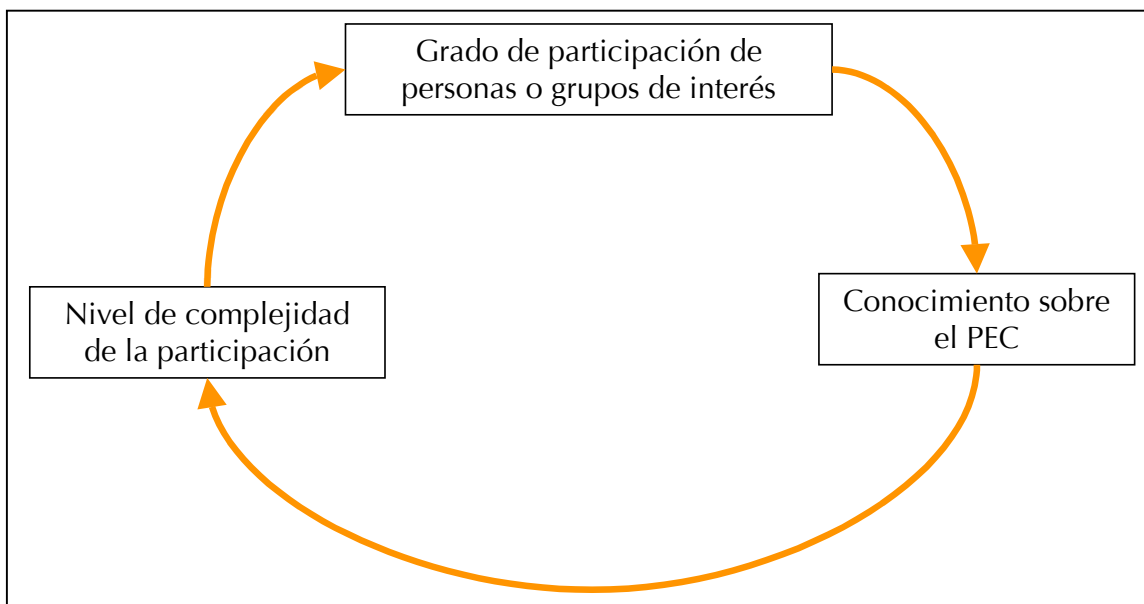 Grado de participación de
personas o grupos de interés
Nivel de complejidad
de la participación
Conocimiento sobre
el PEC